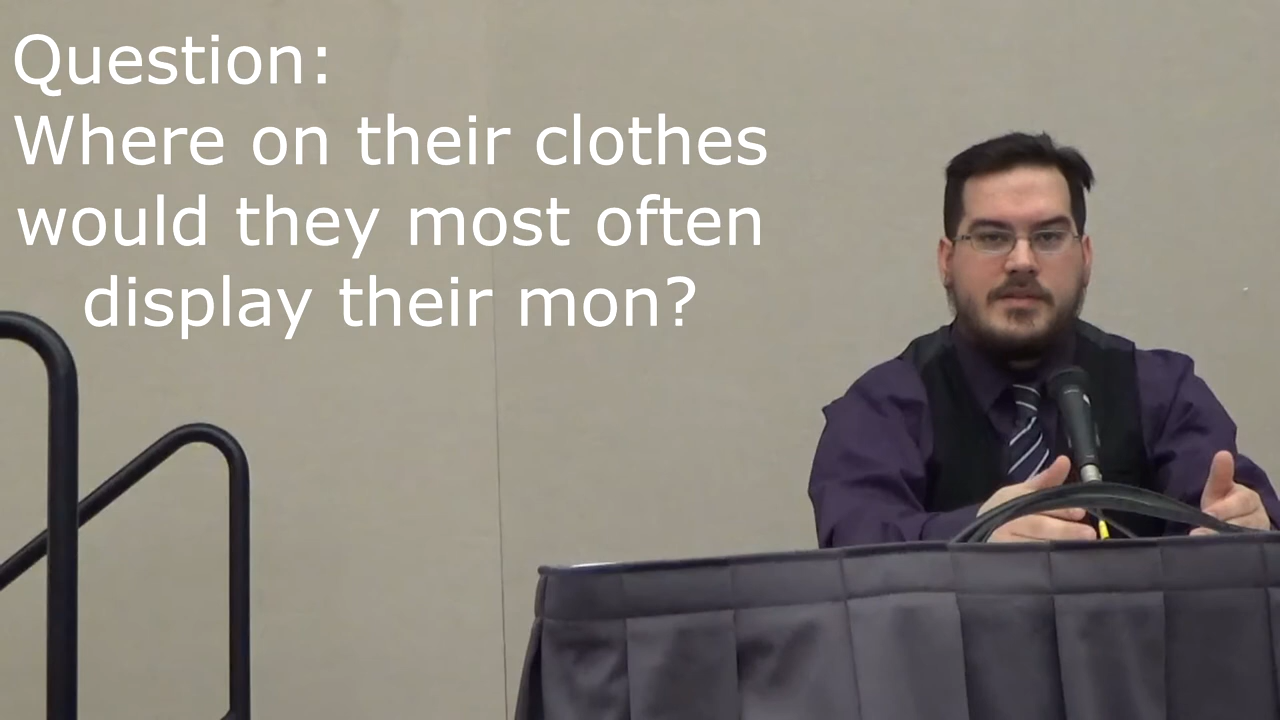 Question:
Where on their clothes
would they most often
display their mon?